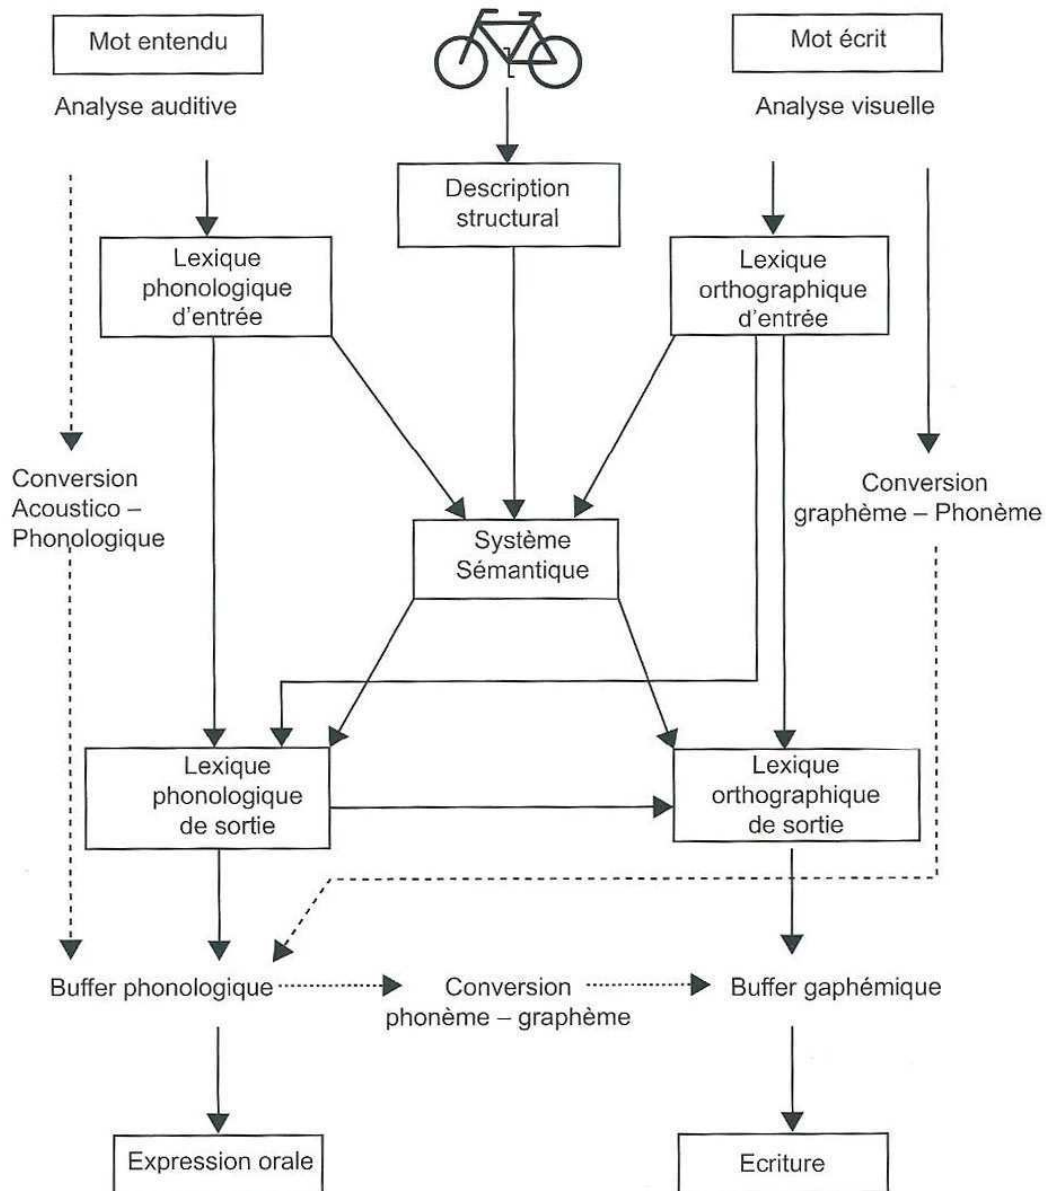 Mot entendu
Mot écrit
Analyse auditive
Analyse visuelle
Description
structural
Lexique
phonologique
d'entrée
Lexique
orthographique
d'entrée
Conversion
Acoustico –
Phonologique
Conversion
graphème – Phonème
Système
Sémantique
Lexique
phonologique
de sortie
Lexique
orthographique
de sortie
Buffer phonologique
Conversion
phonème – graphème
Buffer gaphémique
Expression orale
Ecriture